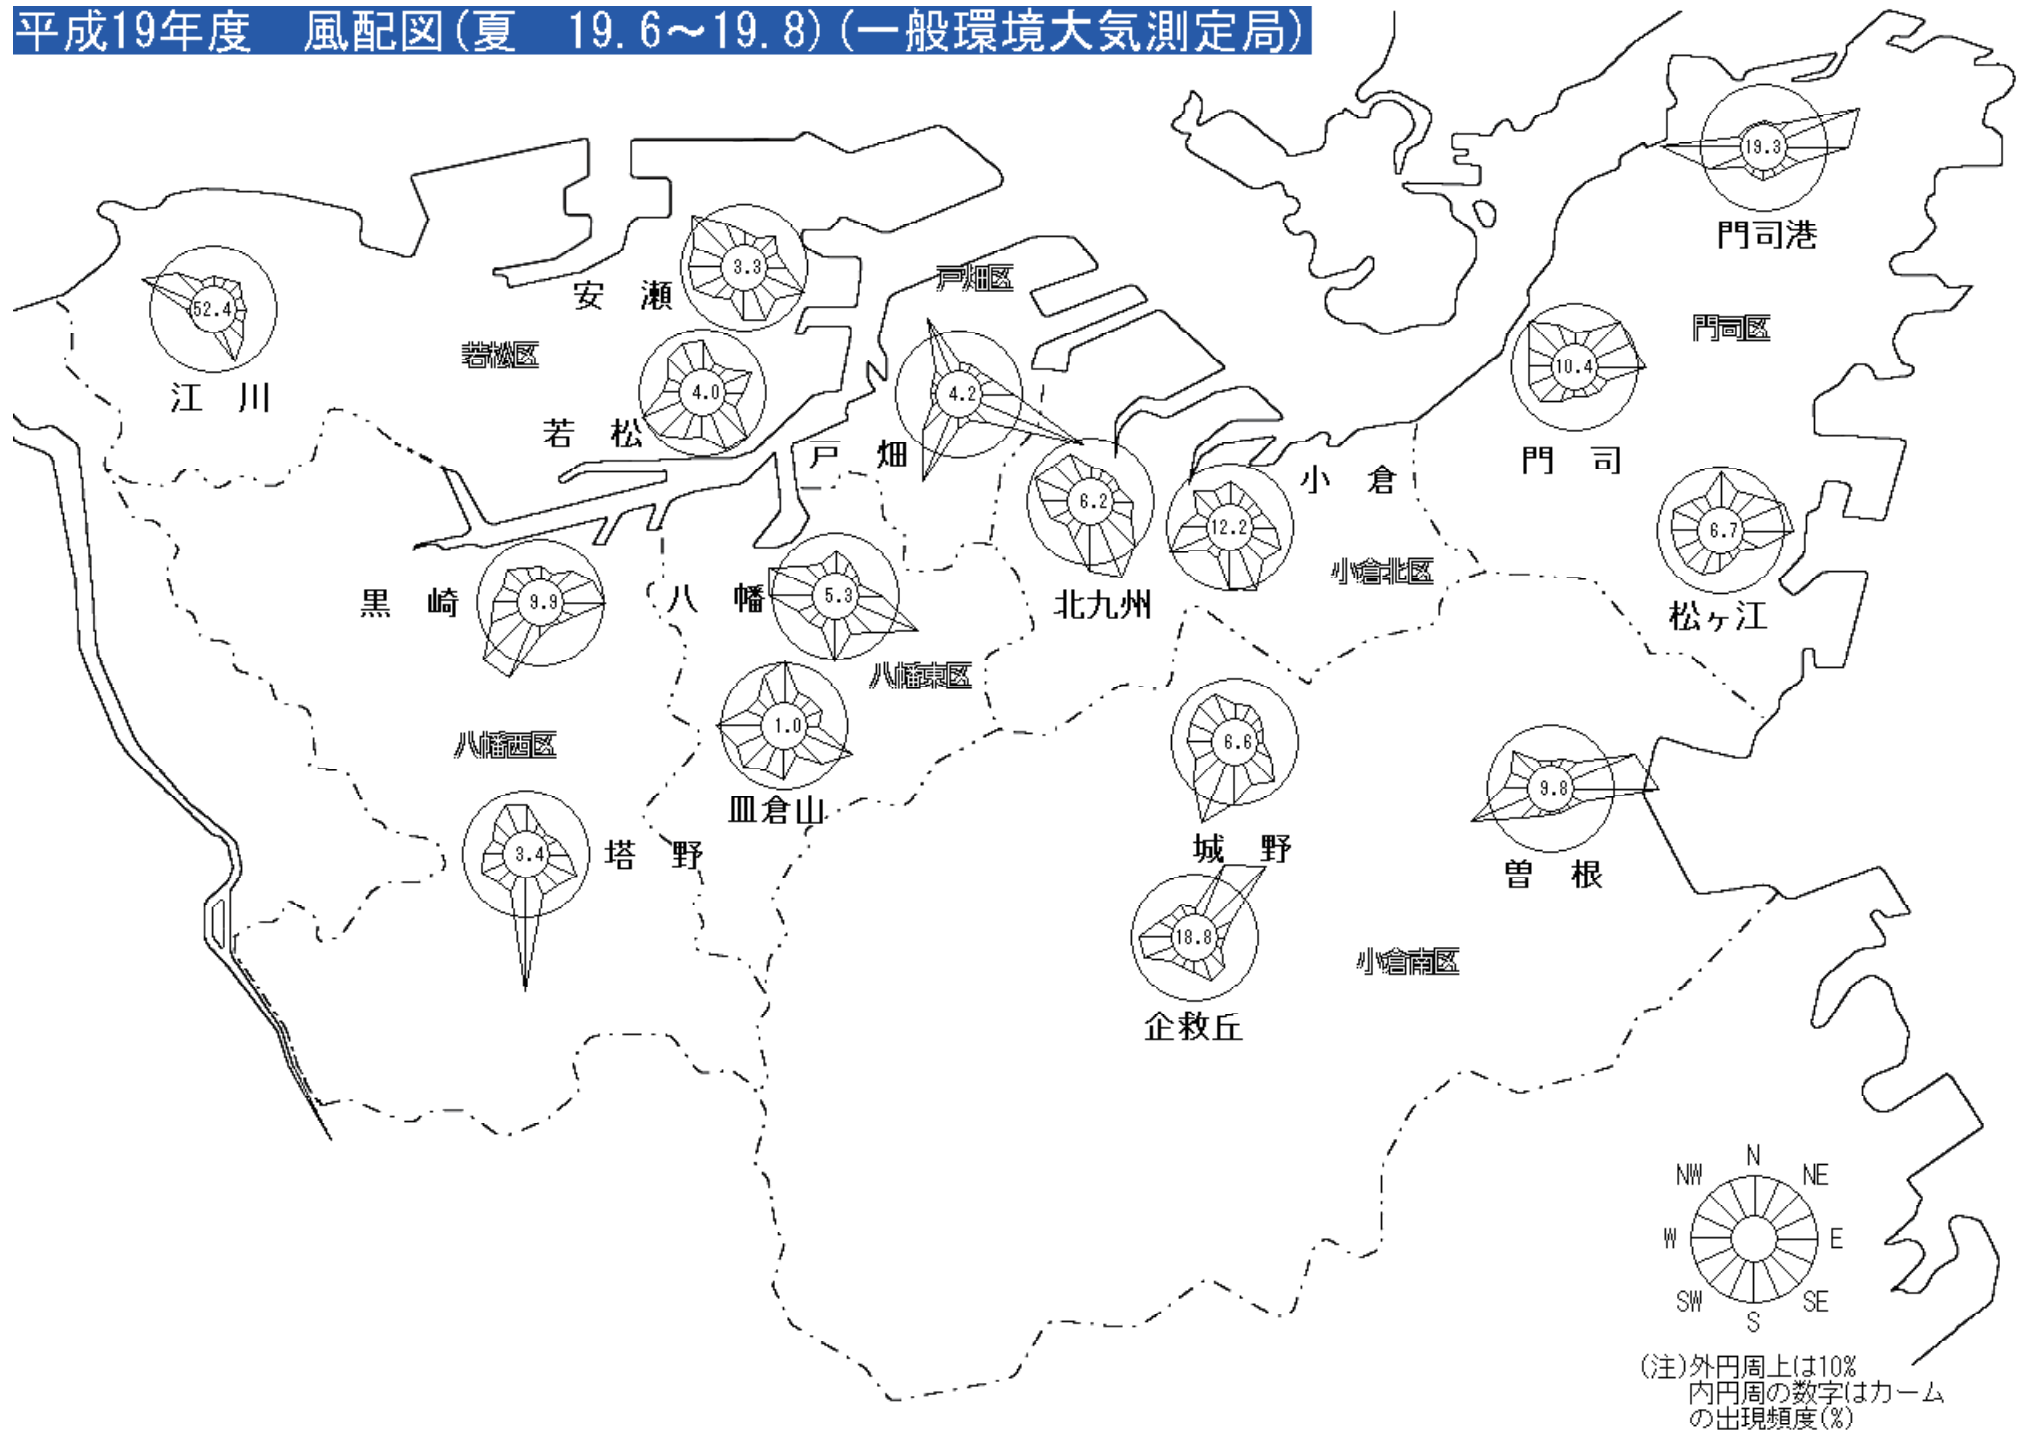 平成19年度　風配図(夏　19.6～19.8)(一般環境大気測定局)
19.3
門司港
戸畑区
3.3
安　瀬
52.4
江　川
門司区
若松区
10.4
門　司
4.0
若　松
4.2
戸　畑
6.2
北九州
小　倉
12.2
小倉北区
6.7
松ヶ江
9.9
黒　崎
八　幡
5.3
八幡東区
1.0
皿倉山
八幡西区
6.6
城　野
9.8
曽　根
3.4
塔　野
18.8
企救丘
小倉南区
N
NW
NE
W
E
SW
SE
S
(注)外円周上は10%
内円周の数字はカーム
の出現頻度(%)